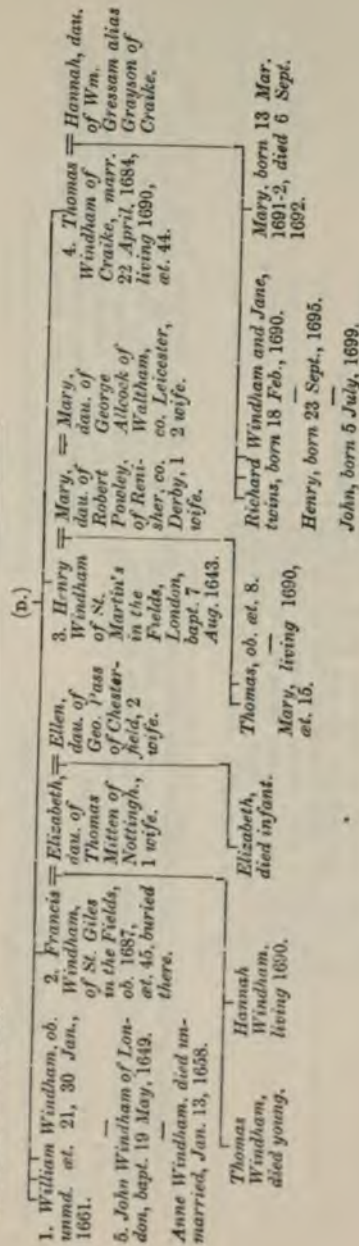 (D.)
1. William Windham, ob.
unmd. æt. 21, 30 Jan.,
1661.
5. John Windham of Lon-
don, bapt. 19 May, 1649.
Anne Windham, died un-
married, Jan. 13, 1658.
2. Francis
Windham,
of St. Giles
in the Fields,
ob. 1687,
æt. 45, buried
there.
= Elizabeth,
dau. of
Thomas
Mitten of
Nottingh.,
1 wife.
= Ellen,
dau. of
Geo. Pass
of Chester-
field, 2
wife.
Thomas
Windham,
died young.
Hannah
Windham,
living 1690.
Elizabeth,
died infant.
3. Henry
Windham
of St.
Martin's
in the
Fields,
London,
bapt. 7
Aug. 1643.
= Mary,
dau. of
Robert
Powley,
of Reni-
sher, co.
Derby, 1
wife.
= Mary,
dau. of
George
Allcock of
Waltham,
co. Leicester,
2 wife.
Thomas, ob. æt. 8.
Mary, living 1690,
æt. 15.
4. Thomas
Windham of
Craike, marr.
22 April, 1684,
living 1690,
æt. 44.
= Hannah, dau.
of Wm.
Gressam alias
Grayson of
Craike.
Richard Windham and Jane,
twins, born 18 Feb., 1690.
Henry, born 23 Sept., 1695.
John, born 5 July, 1699.
Mary, born 13 Mar.
1691-2, died 6 Sept.
1692.